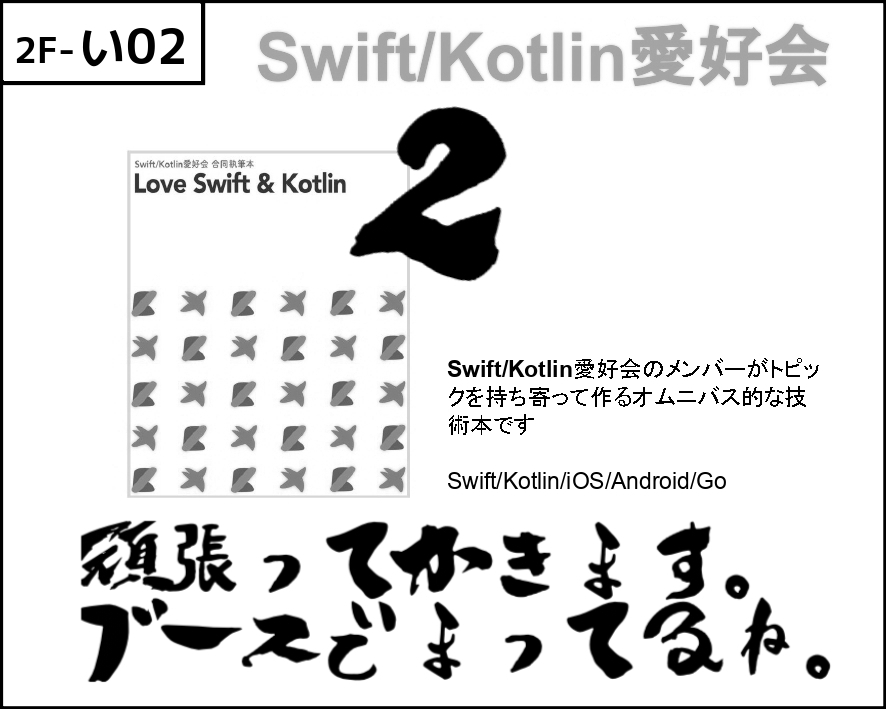 2F-い02
Swift/Kotlin愛好会
2
Swift/Kotlin愛好会 合同執筆本
Love Swift & Kotlin
Swift/Kotlin愛好会のメンバーがトピッ
クを持ち寄って作るオムニバス的な技
術本です
Swift/Kotlin/iOS/Android/Go
頑張ってかきます。
ブースでまってるね。